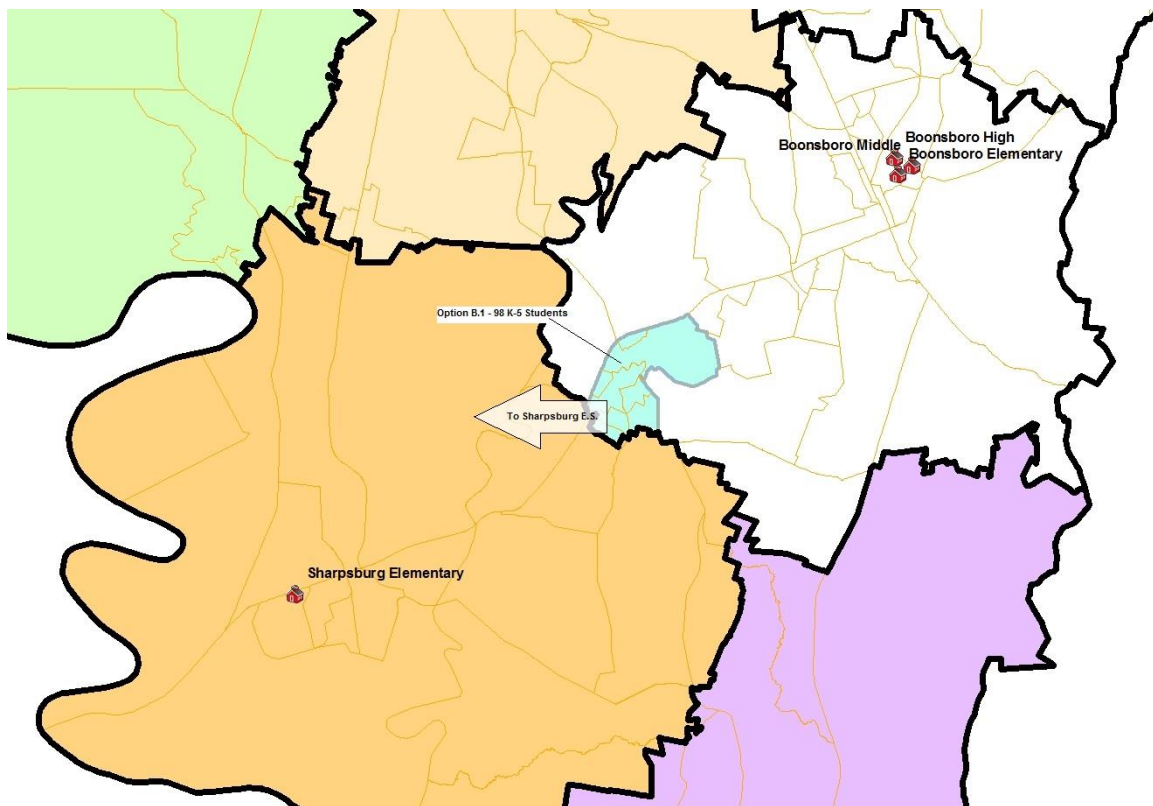 Boonsboro High
Boonsboro Middle
Boonsboro Elementary
Option B.1 - 98 K-5 Students
To Sharpsburg E.S.
Sharpsburg Elementary